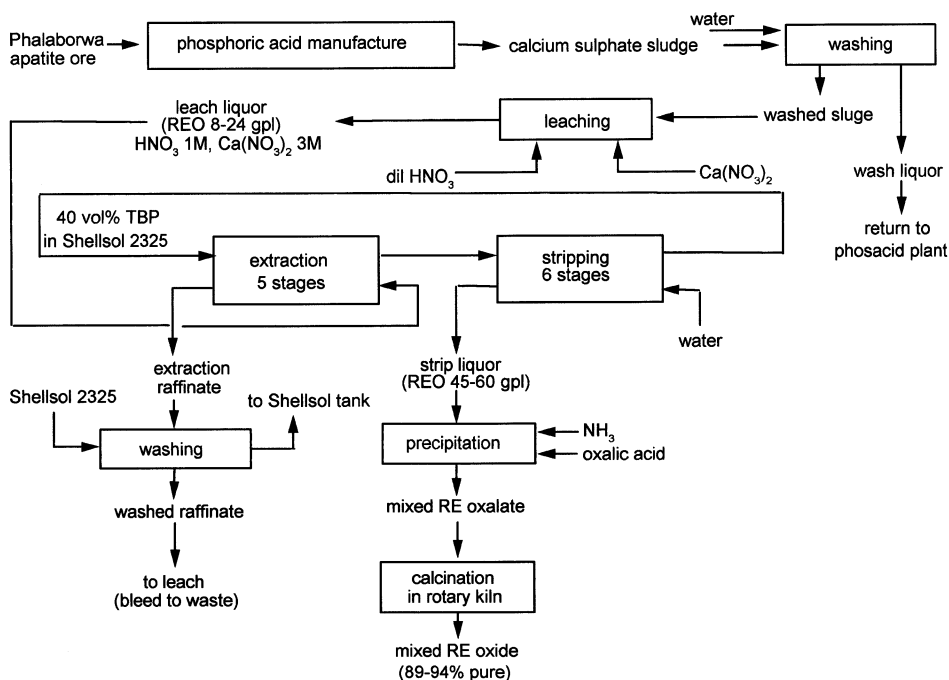 Phalaborwa
apatite ore
phosphoric acid manufacture
calcium sulphate sludge
water
washing
leach liquor
(REO 8-24 gpl)
HNO₃ 1M, Ca(NO₃)₂ 3M
leaching
washed sluge
dil HNO₃
Ca(NO₃)₂
wash liquor
return to
phosacid plant
40 vol% TBP
in Shellsol 2325
extraction
5 stages
stripping
6 stages
water
extraction
raffinate
strip liquor
(REO 45-60 gpl)
Shellsol 2325
to Shellsol tank
washing
precipitation
NH₃
oxalic acid
washed raffinate
mixed RE oxalate
to leach
(bleed to waste)
calcination
in rotary kiln
mixed RE oxide
(89-94% pure)